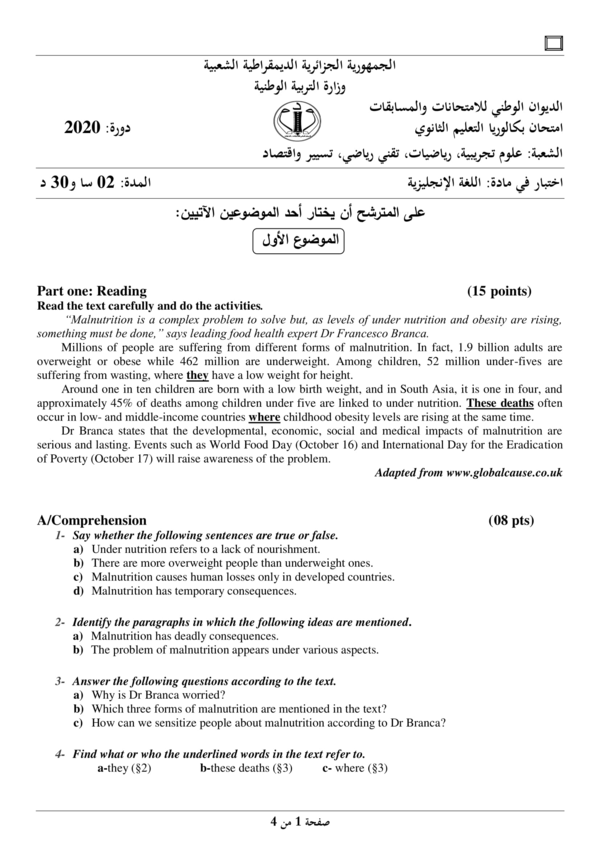 الجمهورية الجزائرية الديمقراطية الشعبية
وزارة التربية الوطنية
الديوان الوطني للامتحانات والمسابقات
امتحان بكالوريا التعليم الثانوي
دورة: 2020
الشعبة: علوم تجريبية، رياضيات، تقني رياضي، تسيير واقتصاد
اختبار في مادة: اللغة الإنجليزية
المدة: 02 سا و30 د
على المترشح أن يختار أحد الموضوعين الآتيين:
الموضوع الأول
Part one: Reading (15 points)
Read the text carefully and do the activities.
“Malnutrition is a complex problem to solve but, as levels of under nutrition and obesity are rising,
something must be done,” says leading food health expert Dr Francesco Branca.
Millions of people are suffering from different forms of malnutrition. In fact, 1.9 billion adults are
overweight or obese while 462 million are underweight. Among children, 52 million under-fives are
suffering from wasting, where they have a low weight for height.
Around one in ten children are born with a low birth weight, and in South Asia, it is one in four, and
approximately 45% of deaths among children under five are linked to under nutrition. These deaths often
occur in low- and middle-income countries where childhood obesity levels are rising at the same time.
Dr Branca states that the developmental, economic, social and medical impacts of malnutrition are
serious and lasting. Events such as World Food Day (October 16) and International Day for the Eradication
of Poverty (October 17) will raise awareness of the problem.
Adapted from www.globalcause.co.uk
A/Comprehension (08 pts)
1- Say whether the following sentences are true or false.
a) Under nutrition refers to a lack of nourishment.
b) There are more overweight people than underweight ones.
c) Malnutrition causes human losses only in developed countries.
d) Malnutrition has temporary consequences.
2- Identify the paragraphs in which the following ideas are mentioned.
a) Malnutrition has deadly consequences.
b) The problem of malnutrition appears under various aspects.
3- Answer the following questions according to the text.
a) Why is Dr Branca worried?
b) Which three forms of malnutrition are mentioned in the text?
c) How can we sensitize people about malnutrition according to Dr Branca?
4- Find what or who the underlined words in the text refer to.
a-they (§2) b-these deaths (§3) c- where (§3)
صفحة 1 من 4